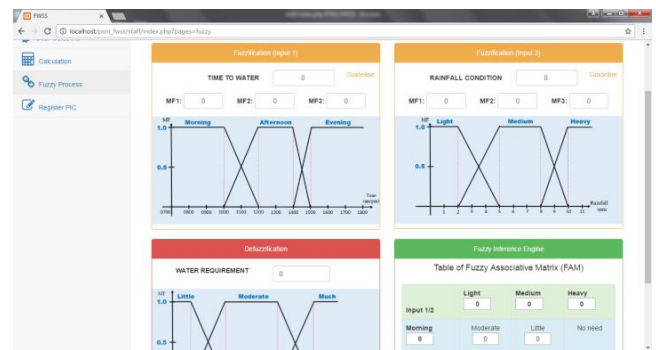 FWSS
localhost/psm_fwss/staff/index.php?pages=fuzzy
Calculation
Fuzzy Process
Register PIC
Fuzzification (Input 1)
TIME TO WATER 0 Guideline
MF1: 0 MF2: 0 MF3: 0
MF
1.0
Morning Afternoon Evening
0.5
0700 0800 0900 1000 1100 1200 1300 1400 1500 1600 1700 1800
Time
Fuzzification (Input 2)
RAINFALL CONDITION 0 Guideline
MF1: 0 MF2: 0 MF3: 0
MF
1.0
Light Medium Heavy
0.5
1 2 3 4 5 6 7 8 9 10 11
Rainfall
mm
Defuzzification
WATER REQUIREMENT 0
MF
1.0
Little Moderate Much
0.5
Fuzzy Inference Engine
Table of Fuzzy Associative Matrix (FAM)
Input 1/2
Light Medium Heavy
0 0 0
Morning Moderate Little No need
0 0 0